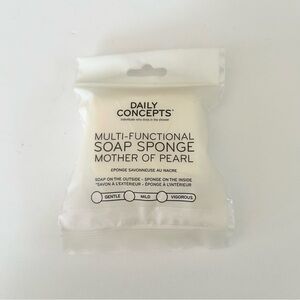 DAILY
CONCEPTS
MULTI-FUNCTIONAL
SOAP SPONGE
MOTHER OF PEARL
ÉPONGE SAVONNEUSE AU NACRE
SOAP ON THE OUTSIDE - SPONGE ON THE INSIDE
"SAVON À L'EXTÉRIEUR - ÉPONGE À L'INTÉRIEUR
GENTLE MILD VIGOROUS